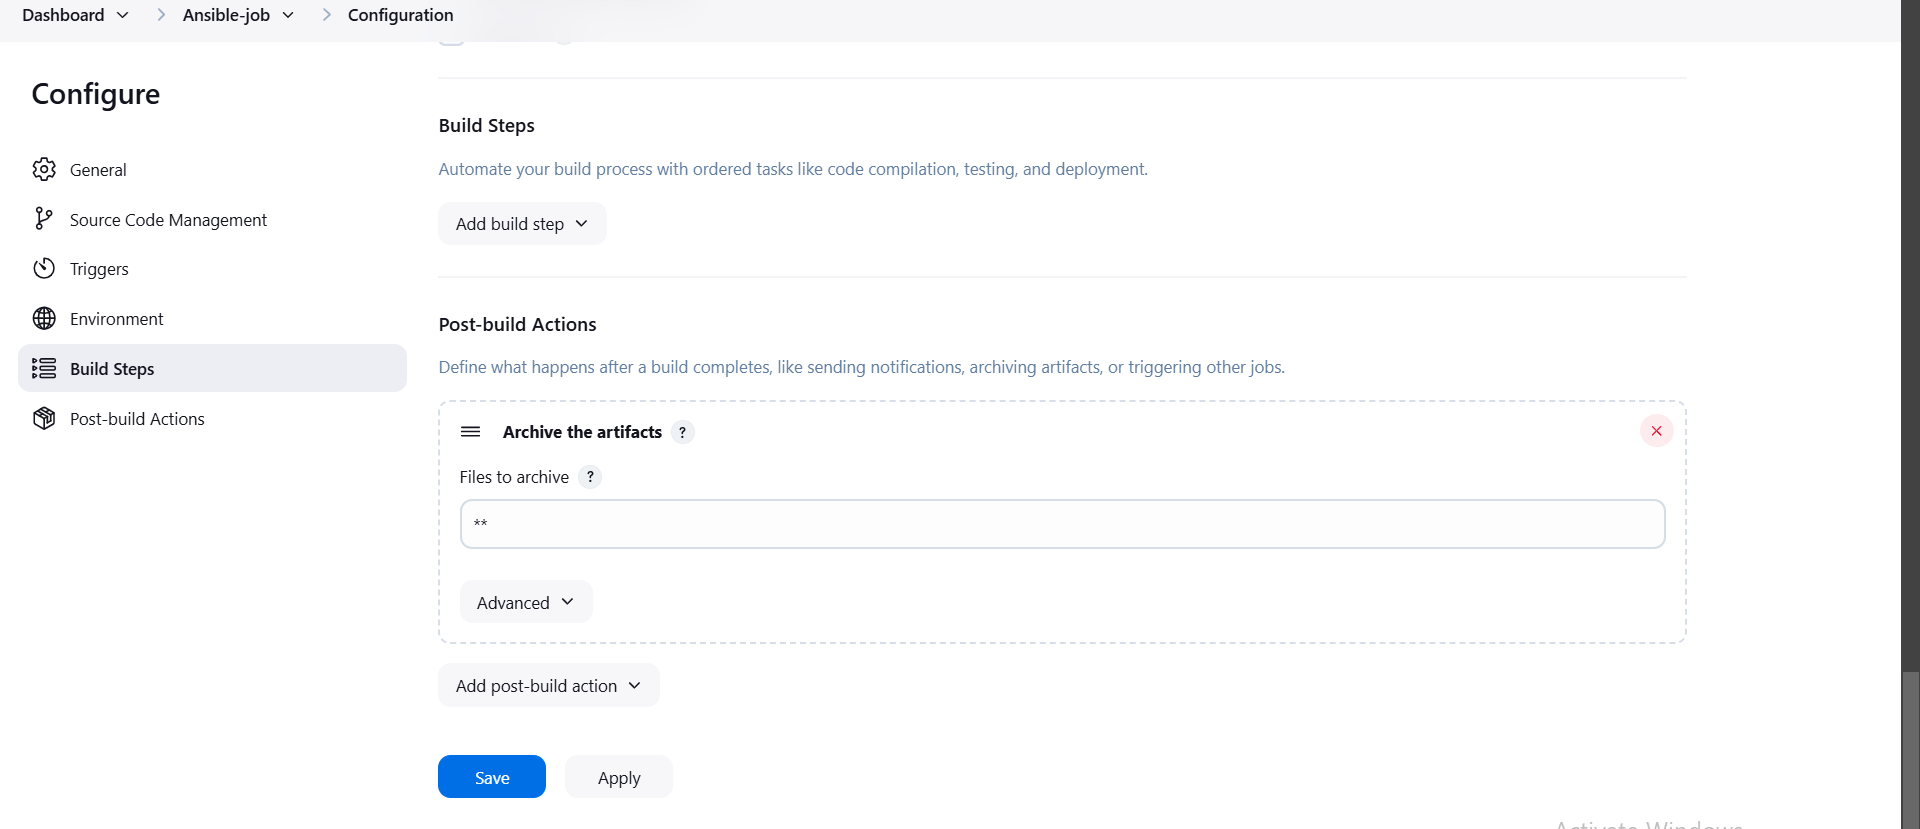 Dashboard
Ansible-job
Configuration
Configure
General
Source Code Management
Triggers
Environment
Build Steps
Post-build Actions
Build Steps
Automate your build process with ordered tasks like code compilation, testing, and deployment.
Add build step
Post-build Actions
Define what happens after a build completes, like sending notifications, archiving artifacts, or triggering other jobs.
Archive the artifacts ?
Files to archive ?
**
Advanced
Add post-build action
Save
Apply
Activate Windows